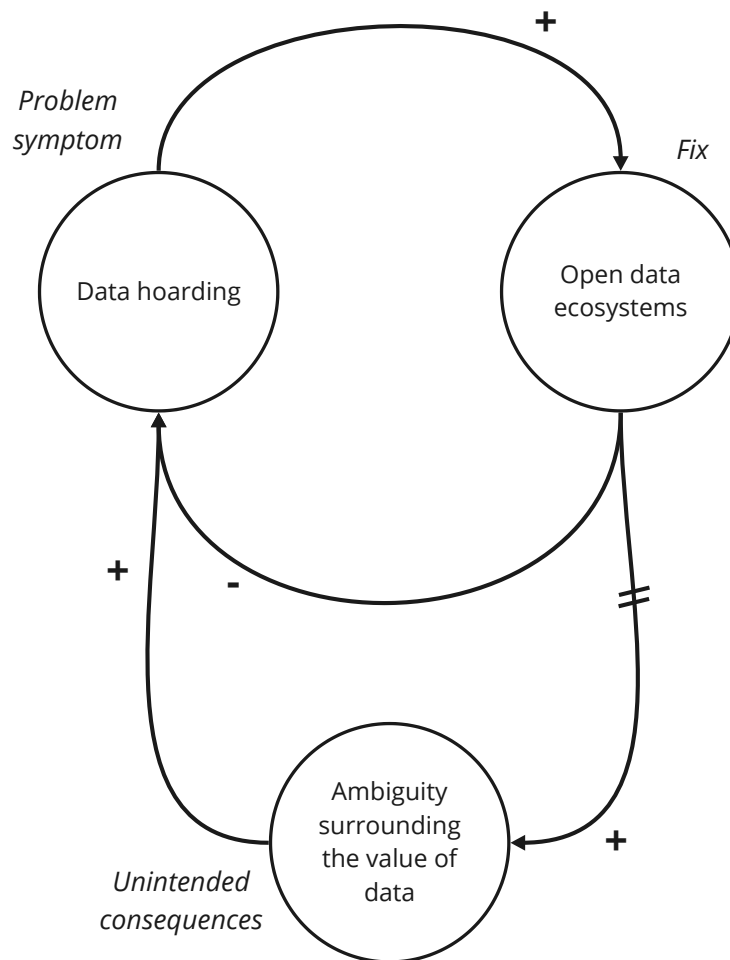 +
Problem
symptom
Fix
Data hoarding
Open data
ecosystems
+
-
Ambiguity
surrounding
the value of
data
+
Unintended
consequences